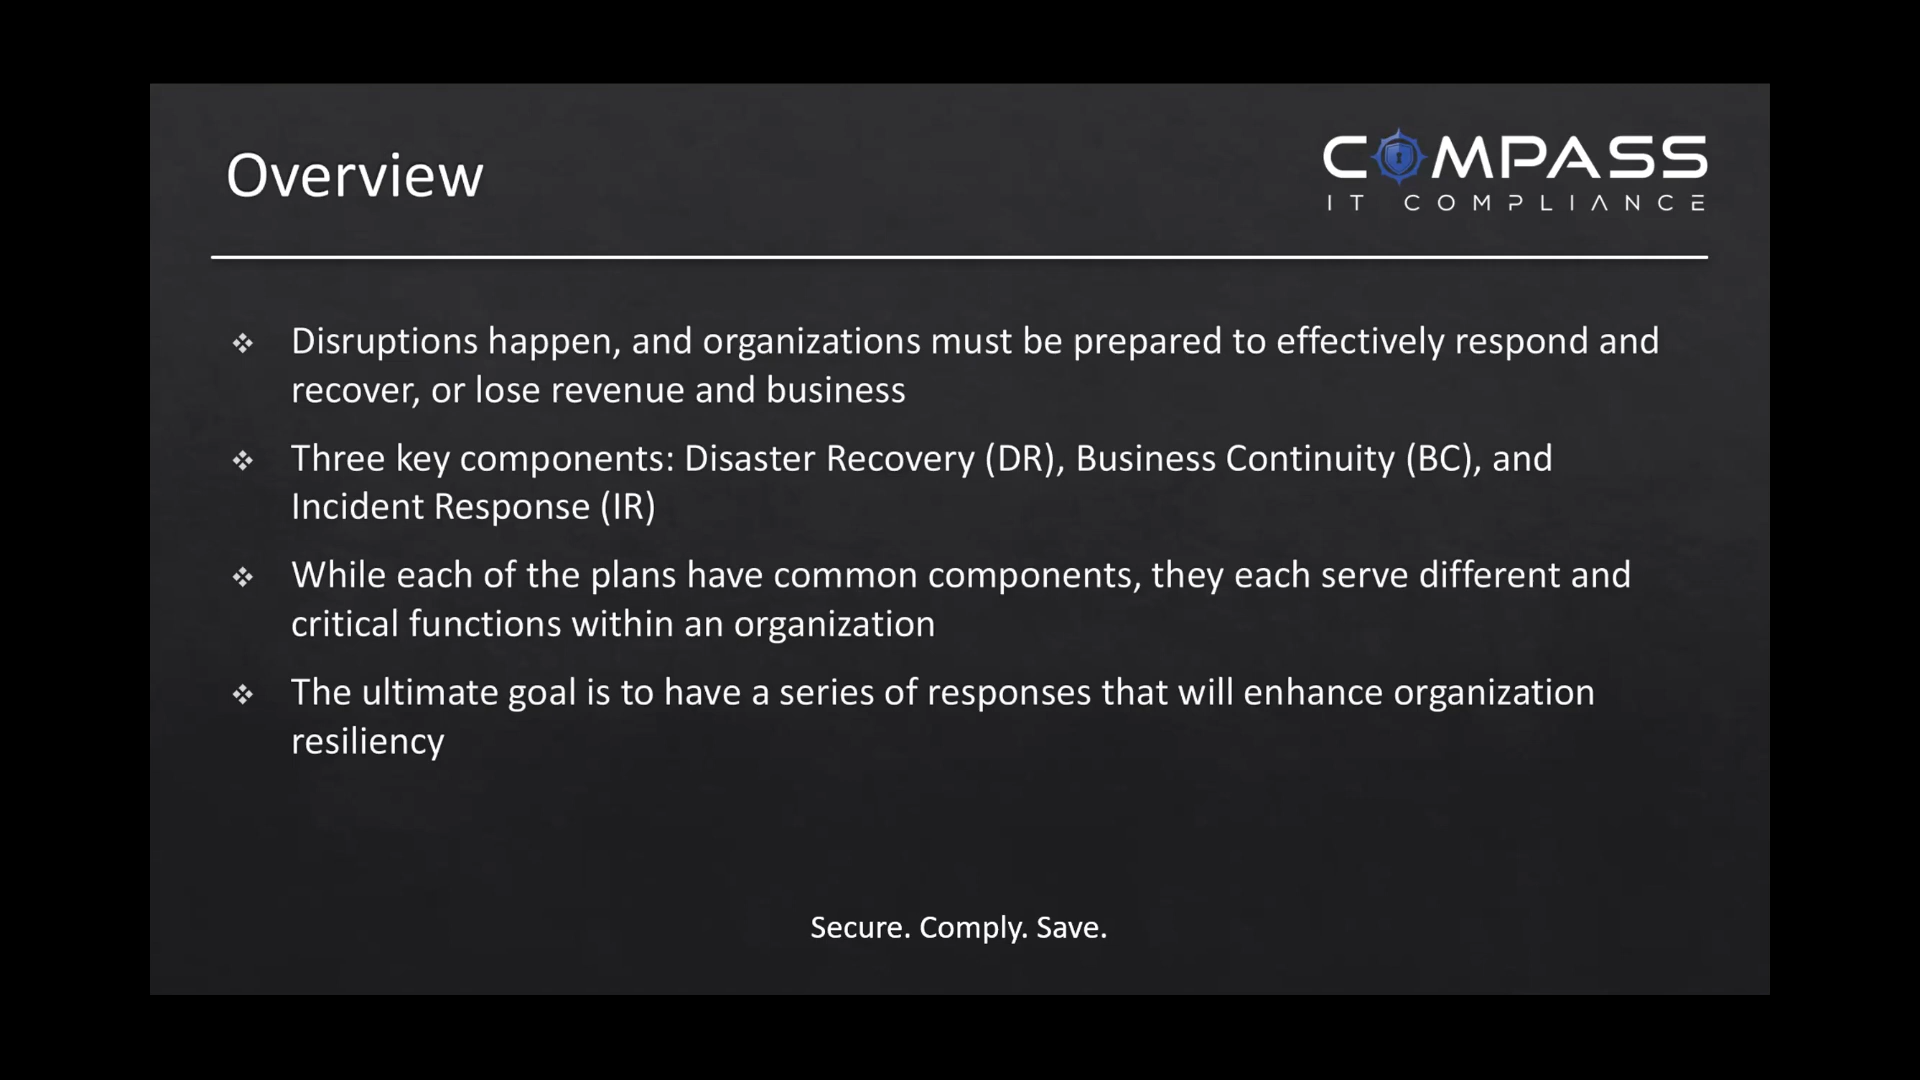 Overview
COMPASS
IT COMPLIANCE
❖ Disruptions happen, and organizations must be prepared to effectively respond and
recover, or lose revenue and business
❖ Three key components: Disaster Recovery (DR), Business Continuity (BC), and
Incident Response (IR)
❖ While each of the plans have common components, they each serve different and
critical functions within an organization
❖ The ultimate goal is to have a series of responses that will enhance organization
resiliency
Secure. Comply. Save.